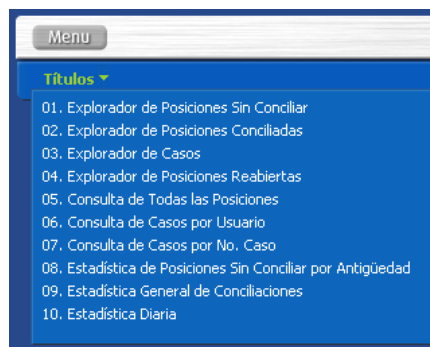 Menu
Títulos
01. Explorador de Posiciones Sin Conciliar
02. Explorador de Posiciones Conciliadas
03. Explorador de Casos
04. Explorador de Posiciones Reabiertas
05. Consulta de Todas las Posiciones
06. Consulta de Casos por Usuario
07. Consulta de Casos por No. Caso
08. Estadística de Posiciones Sin Conciliar por Antigüedad
09. Estadística General de Conciliaciones
10. Estadística Diaria